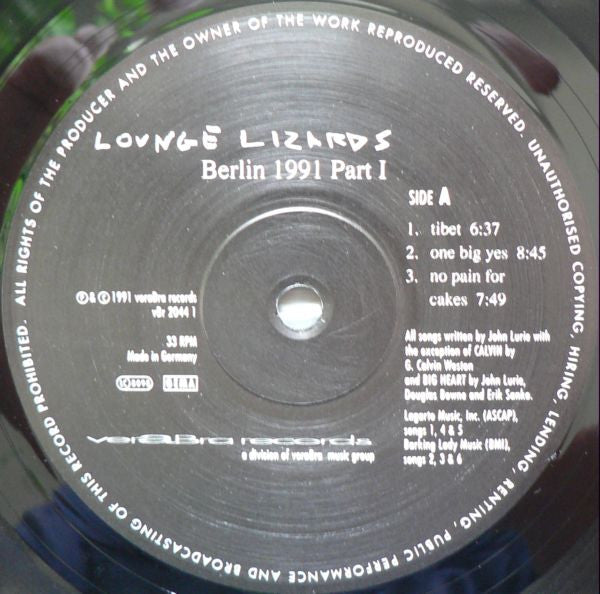 ALL RIGHTS OF THE PRODUCER AND THE OWNER OF THE WORK REPRODUCED RESERVED. UNAUTHORISED COPYING, HIRING, LENDING, RENTING, PUBLIC PERFORMANCE AND BROADCASTING OF THIS RECORD PROHIBITED.
LOUNGE LIZARDS
Berlin 1991 Part I
SIDE A
1. tibet 6:37
2. one big yes 8:45
3. no pain for
cakes 7:49
℗ & © 1991 veraBra records
vBr 2044 1
33 RPM
Made in Germany
LC 8095
GEMA
All songs written by John Lurie with
the exception of CALVIN by
G. Calvin Weston
and BIG HEART by John Lurie,
Douglas Bowne and Erik Sanko.
Lagarto Music, Inc. (ASCAP),
songs 1, 4 & 5
Barking Lady Music (BMI),
songs 2, 3 & 6
veraBra records
a division of veraBra music group